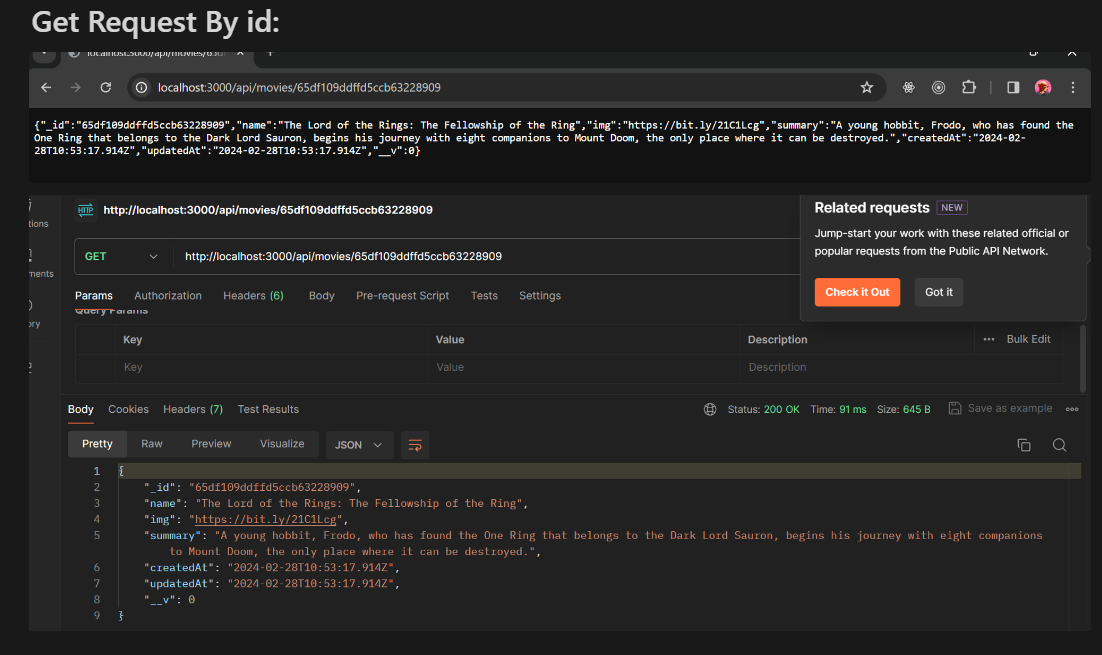 Get Request By id:
localhost:3000/api/movies/65df
localhost:3000/api/movies/65df109ddffd5ccb63228909
{"_id":"65df109ddffd5ccb63228909","name":"The Lord of the Rings: The Fellowship of the Ring","img":"https://bit.ly/21C1Lcg","summary":"A young hobbit, Frodo, who has found the
One Ring that belongs to the Dark Lord Sauron, begins his journey with eight companions to Mount Doom, the only place where it can be destroyed.","createdAt":"2024-02-
28T10:53:17.914Z","updatedAt":"2024-02-28T10:53:17.914Z","__v":0}
HTTP http://localhost:3000/api/movies/65df109ddffd5ccb63228909
Related requests NEW
Jump-start your work with these related official or
popular requests from the Public API Network.
Check it Out Got it
tions
ments
ory
GET http://localhost:3000/api/movies/65df109ddffd5ccb63228909
Params Authorization Headers (6) Body Pre-request Script Tests Settings
Query Params
Key Value Description ••• Bulk Edit
Key Value Description
Body Cookies Headers (7) Test Results Status: 200 OK Time: 91 ms Size: 645 B Save as example
Pretty Raw Preview Visualize JSON
1 {
2 "_id": "65df109ddffd5ccb63228909",
3 "name": "The Lord of the Rings: The Fellowship of the Ring",
4 "img": "https://bit.ly/21C1Lcg",
5 "summary": "A young hobbit, Frodo, who has found the One Ring that belongs to the Dark Lord Sauron, begins his journey with eight companions
to Mount Doom, the only place where it can be destroyed.",
6 "createdAt": "2024-02-28T10:53:17.914Z",
7 "updatedAt": "2024-02-28T10:53:17.914Z",
8 "__v": 0
9 }